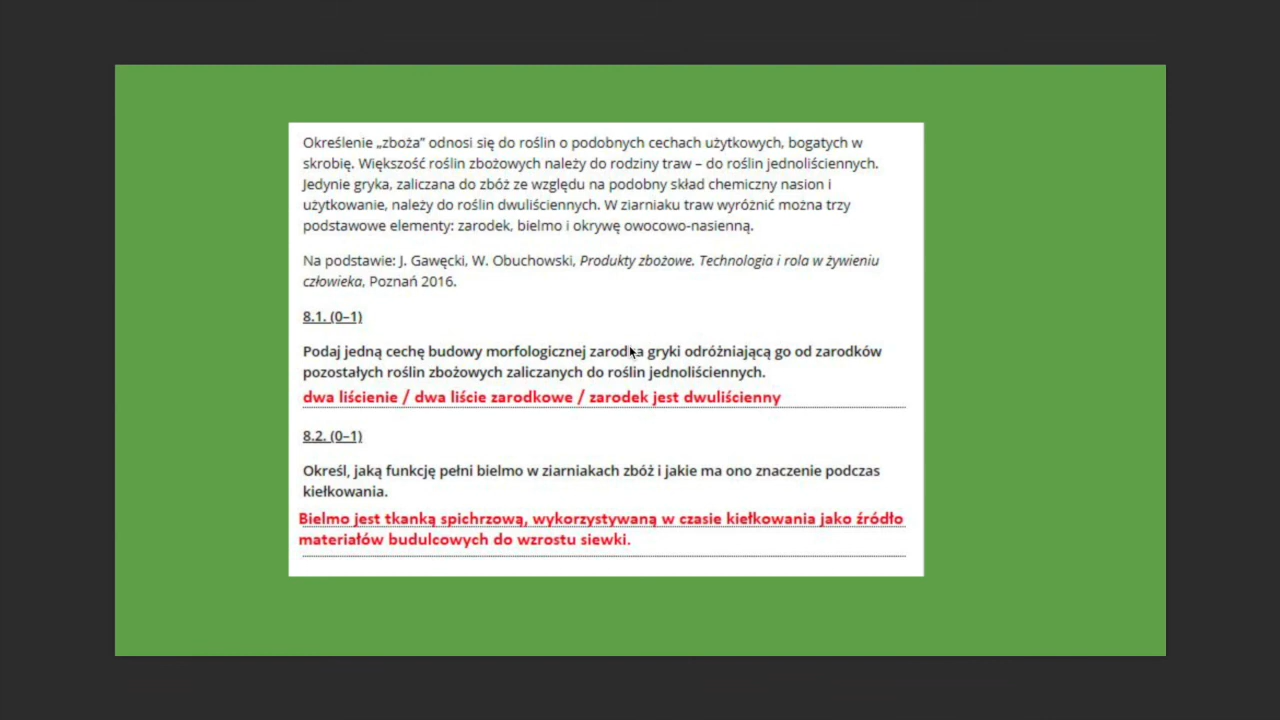 Określenie „zboża” odnosi się do roślin o podobnych cechach użytkowych, bogatych w
skrobię. Większość roślin zbożowych należy do rodziny traw – do roślin jednoliściennych.
Jedynie gryka, zaliczana do zbóż ze względu na podobny skład chemiczny nasion i
użytkowanie, należy do roślin dwuliściennych. W ziarniaku traw wyróżnić można trzy
podstawowe elementy: zarodek, bielmo i okrywę owocowo-nasienną.
Na podstawie: J. Gawęcki, W. Obuchowski, Produkty zbożowe. Technologia i rola w żywieniu
człowieka, Poznań 2016.
8.1. (0–1)
Podaj jedną cechę budowy morfologicznej zarodka gryki odróżniającą go od zarodków
pozostałych roślin zbożowych zaliczanych do roślin jednoliściennych.
dwa liścienie / dwa liście zarodkowe / zarodek jest dwuliścienny
8.2. (0–1)
Określ, jaką funkcję pełni bielmo w ziarniakach zbóż i jakie ma ono znaczenie podczas
kiełkowania.
Bielmo jest tkanką spichrzową, wykorzystywaną w czasie kiełkowania jako źródło
materiałów budulcowych do wzrostu siewki.